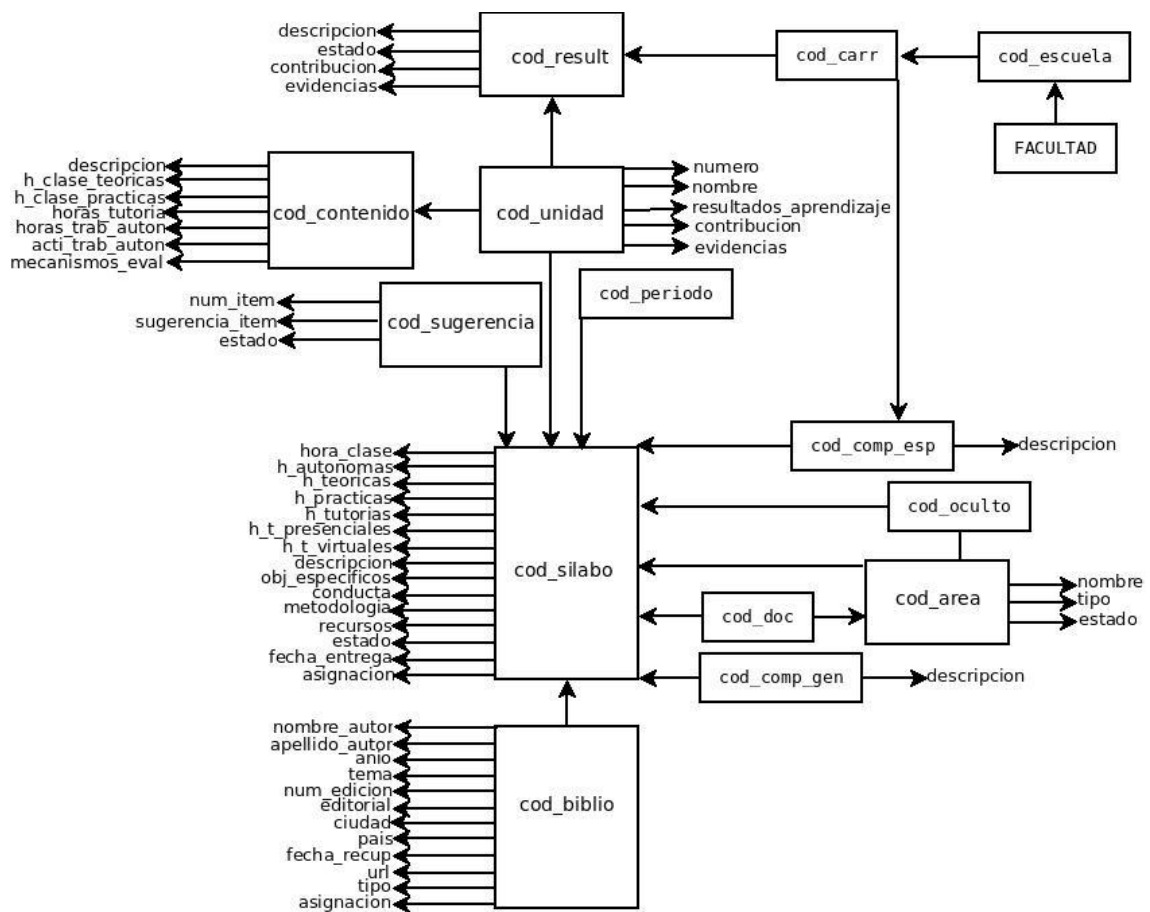 descripcion
estado
contribucion
evidencias
cod_result
cod_carr
cod_escuela
FACULTAD
descripcion
h_clase_teoricas
h_clase_practicas
horas_tutoria
horas_trab_auton
acti_trab_auton
mecanismos_eval
cod_contenido
cod_unidad
numero
nombre
resultados_aprendizaje
contribucion
evidencias
num_item
sugerencia_item
estado
cod_sugerencia
cod_periodo
hora_clase
h_autonomas
h_teoricas
h_practicas
h_tutorias
h_t_presenciales
h_t_virtuales
descripcion
obj_especificos
conducta
metodologia
recursos
estado
fecha_entrega
asignacion
cod_silabo
cod_comp_esp
descripcion
cod_oculto
cod_area
nombre
tipo
estado
cod_doc
cod_comp_gen
descripcion
nombre_autor
apellido_autor
anio
tema
num_edicion
editorial
ciudad
pais
fecha_recup
url
tipo
asignacion
cod_biblio